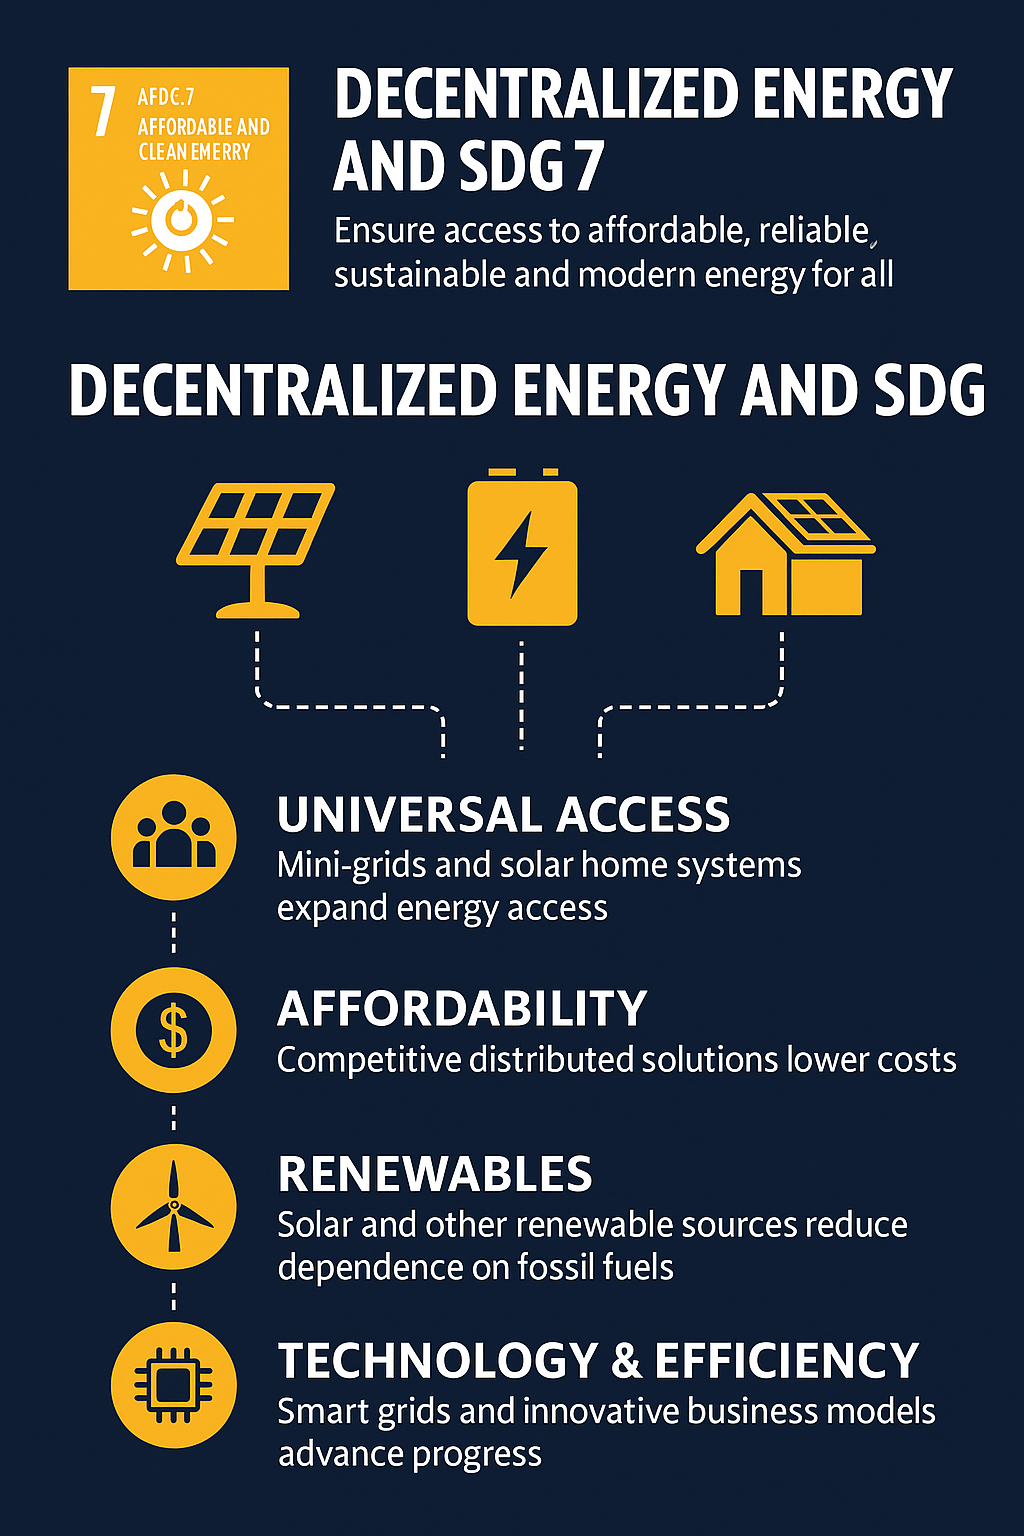 7
AFDC.7
AFFORDABLE AND
CLEAN EMERRY
DECENTRALIZED ENERGY
AND SDG 7
Ensure access to affordable, reliable,
sustainable and modern energy for all
DECENTRALIZED ENERGY AND SDG
UNIVERSAL ACCESS
Mini-grids and solar home systems
expand energy access
$
AFFORDABILITY
Competitive distributed solutions lower costs
RENEWABLES
Solar and other renewable sources reduce
dependence on fossil fuels
TECHNOLOGY & EFFICIENCY
Smart grids and innovative business models
advance progress